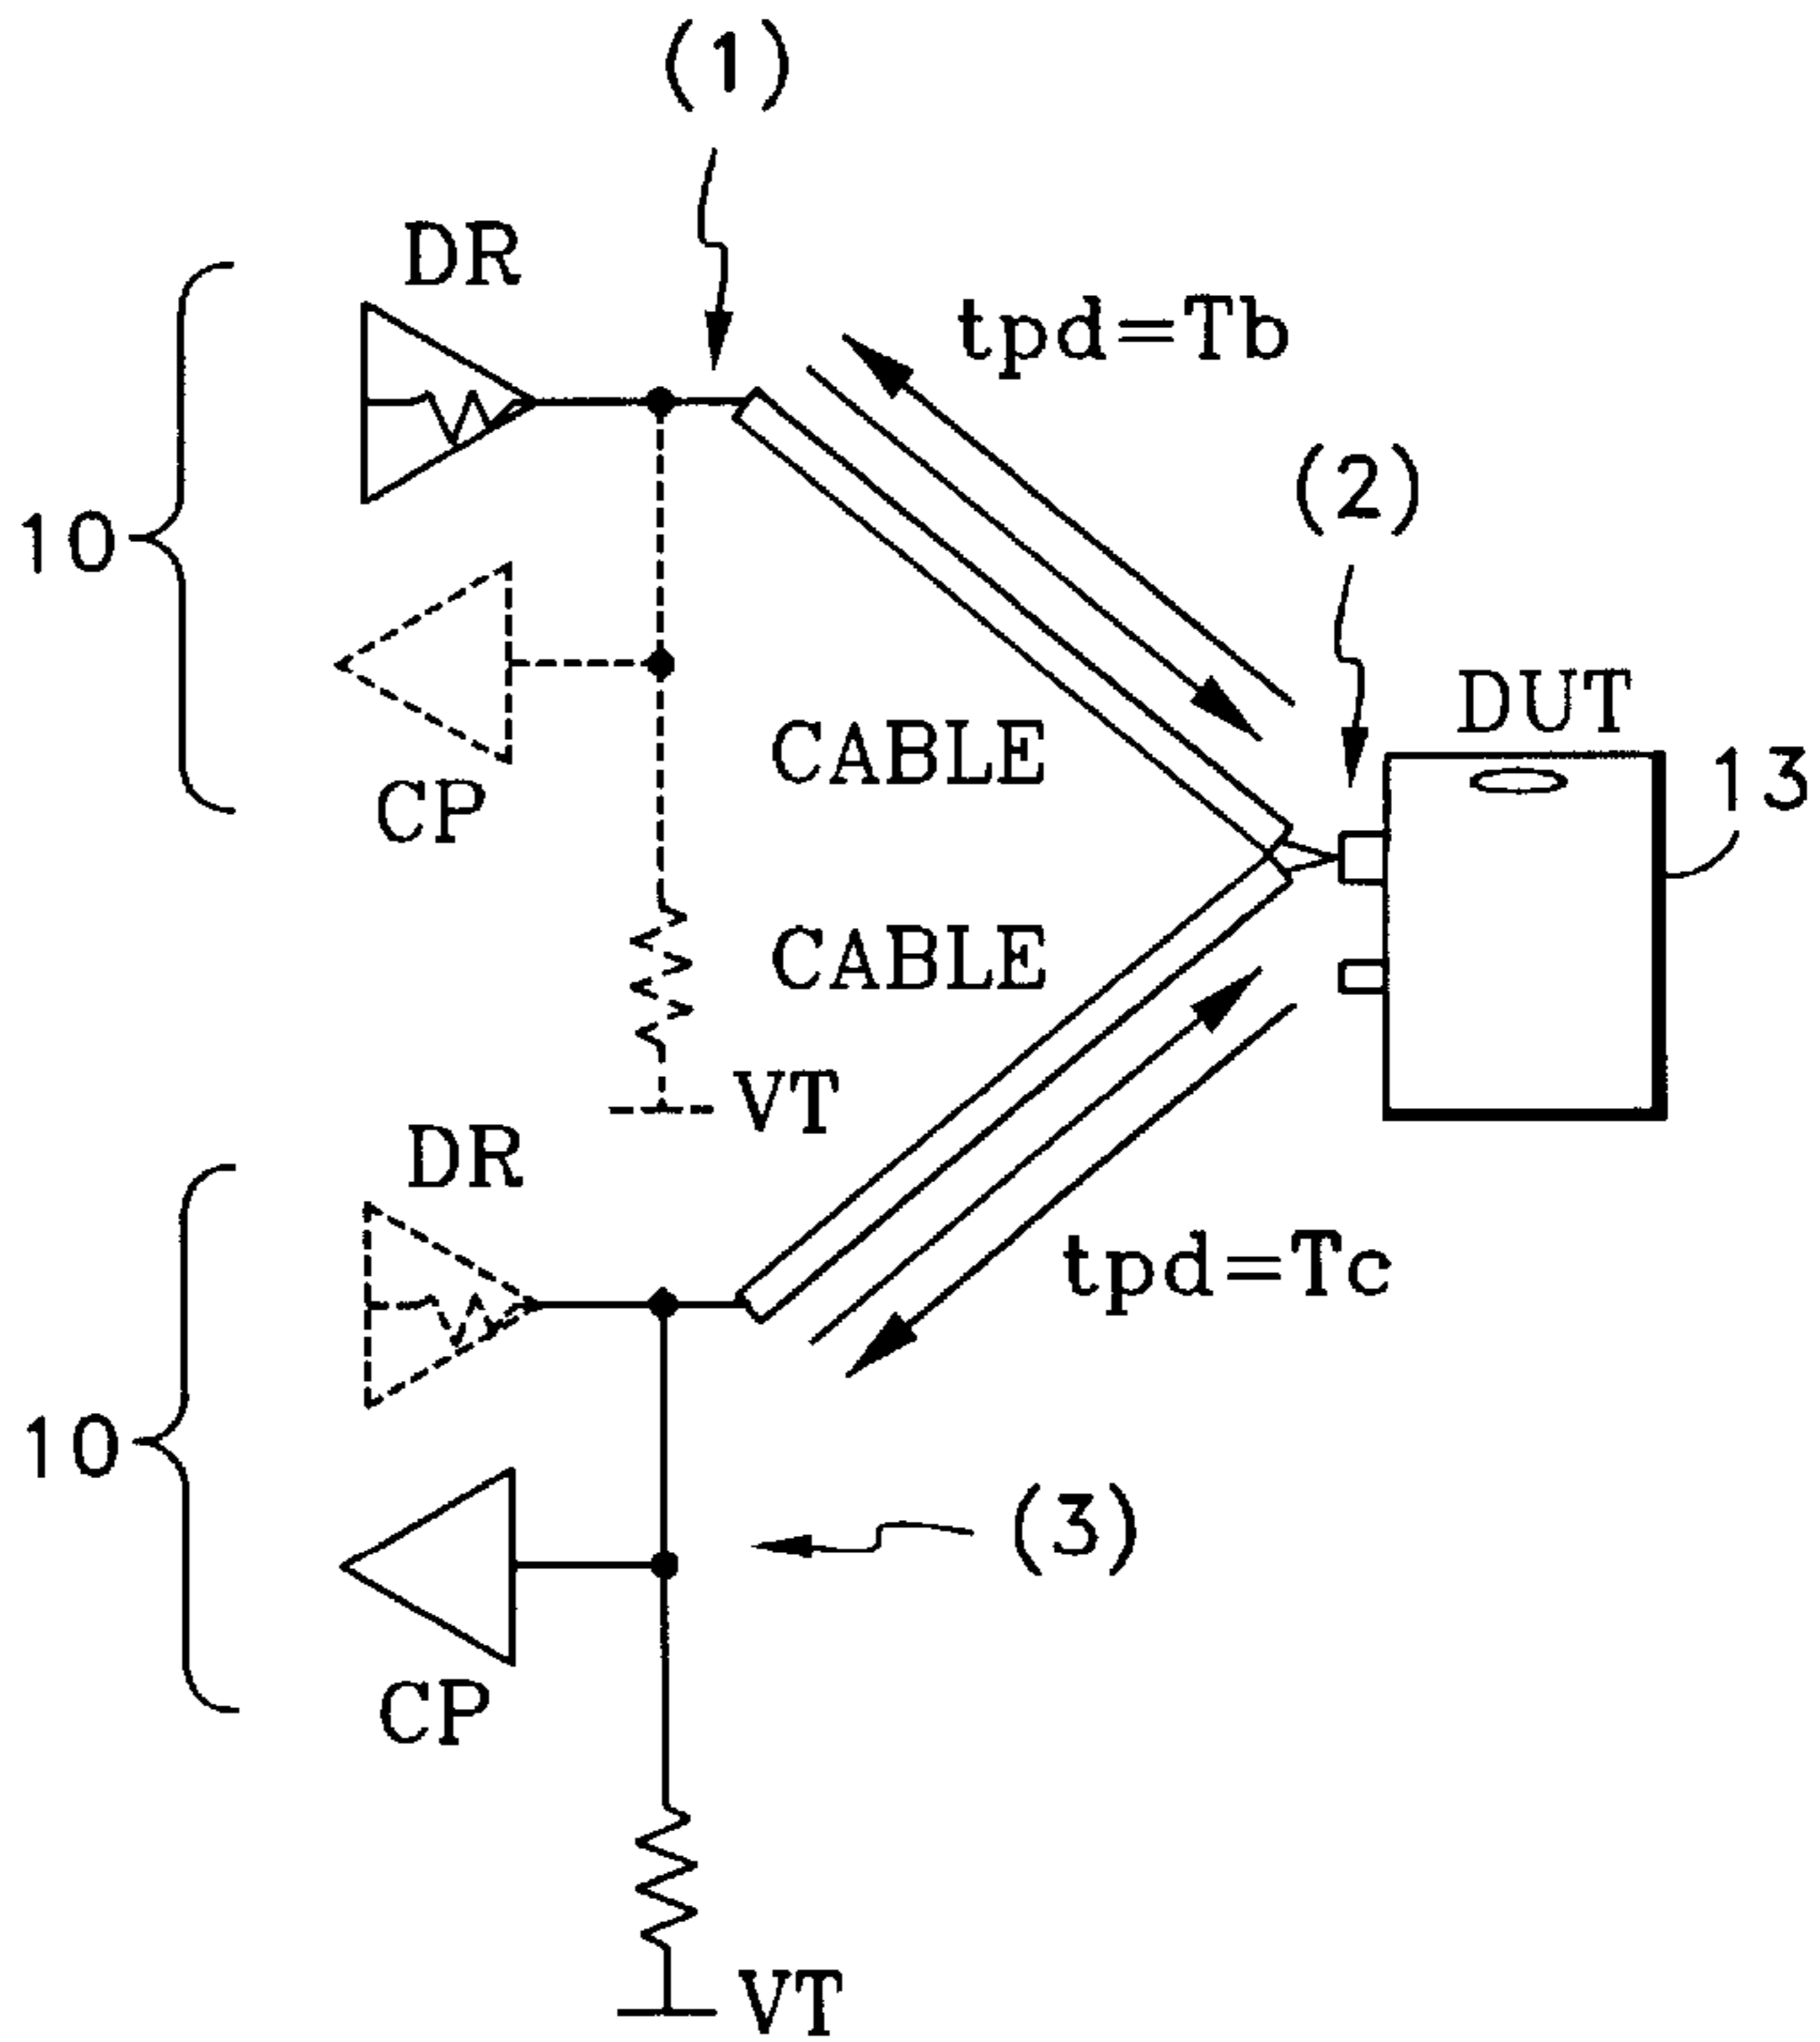 (1)
DR
tpd=Tb
(2)
10
DUT
CABLE
13
CP
CABLE
VT
DR
tpd=Tc
10
(3)
CP
VT